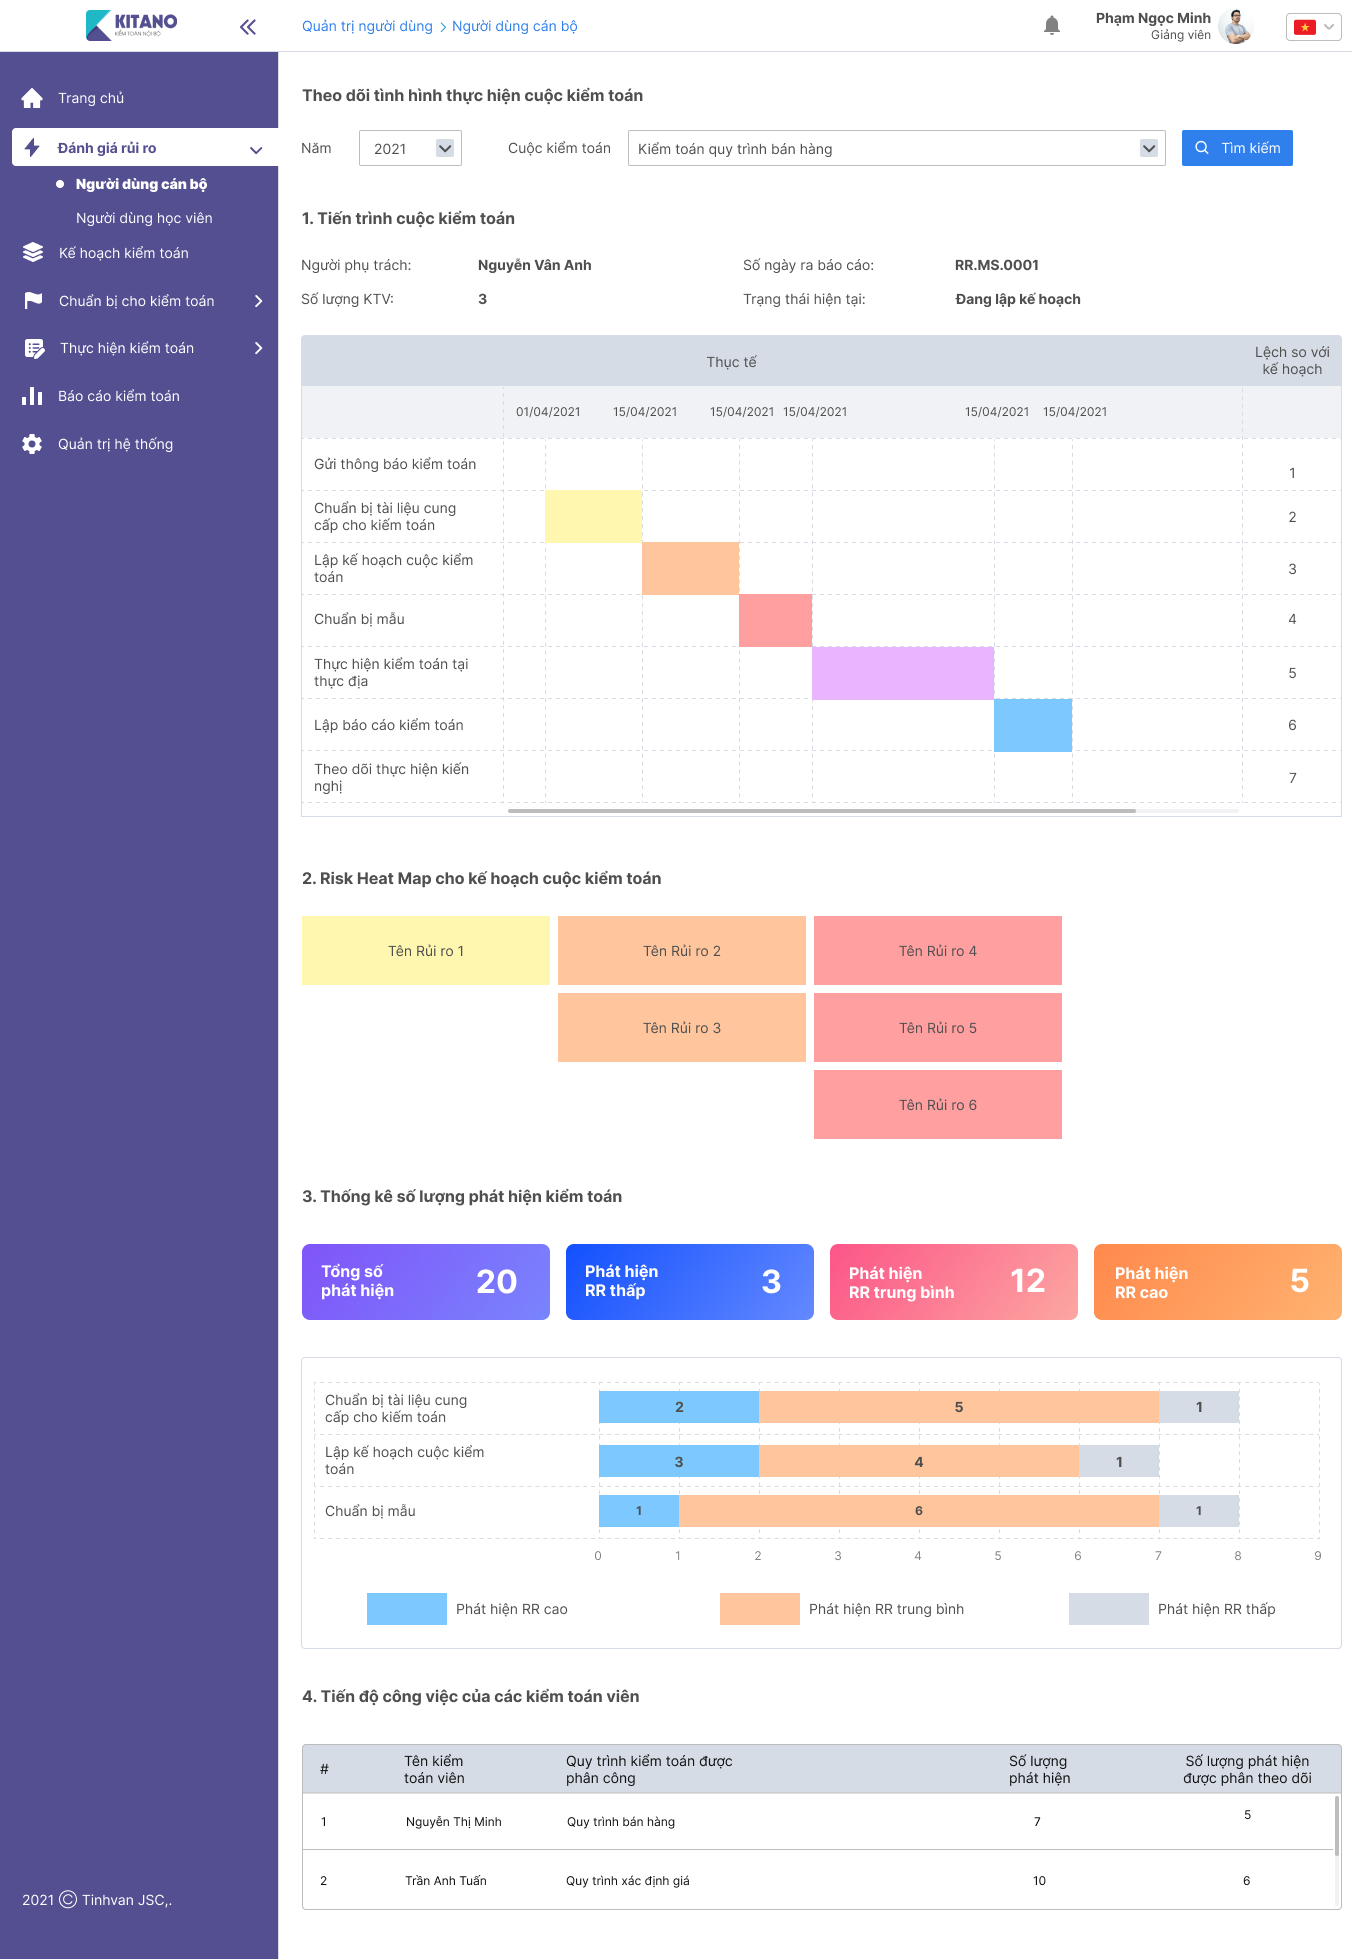 KITANO
KIỂM TOÁN NỘI BỘ
Quản trị người dùng > Người dùng cán bộ
Phạm Ngọc Minh
Giảng viên
Trang chủ
Đánh giá rủi ro
Người dùng cán bộ
Người dùng học viên
Kế hoạch kiểm toán
Chuẩn bị cho kiểm toán
Thực hiện kiểm toán
Báo cáo kiểm toán
Quản trị hệ thống
2021 © Tinhvan JSC,.
Theo dõi tình hình thực hiện cuộc kiểm toán
Năm
2021
Cuộc kiểm toán
Kiểm toán quy trình bán hàng
Tìm kiếm
1. Tiến trình cuộc kiểm toán
Người phụ trách:
Nguyễn Vân Anh
Số ngày ra báo cáo:
RR.MS.0001
Số lượng KTV:
3
Trạng thái hiện tại:
Đang lập kế hoạch
Thực tế
Lệch so với
kế hoạch
01/04/2021
15/04/2021
15/04/2021
15/04/2021
15/04/2021
15/04/2021
Gửi thông báo kiểm toán
1
Chuẩn bị tài liệu cung
cấp cho kiểm toán
2
Lập kế hoạch cuộc kiểm
toán
3
Chuẩn bị mẫu
4
Thực hiện kiểm toán tại
thực địa
5
Lập báo cáo kiểm toán
6
Theo dõi thực hiện kiến
nghị
7
2. Risk Heat Map cho kế hoạch cuộc kiểm toán
Tên Rủi ro 1
Tên Rủi ro 2
Tên Rủi ro 4
Tên Rủi ro 3
Tên Rủi ro 5
Tên Rủi ro 6
3. Thống kê số lượng phát hiện kiểm toán
Tổng số
phát hiện
20
Phát hiện
RR thấp
3
Phát hiện
RR trung bình
12
Phát hiện
RR cao
5
Chuẩn bị tài liệu cung
cấp cho kiểm toán
2
5
1
Lập kế hoạch cuộc kiểm
toán
3
4
1
Chuẩn bị mẫu
1
6
1
0 1 2 3 4 5 6 7 8 9
Phát hiện RR cao
Phát hiện RR trung bình
Phát hiện RR thấp
4. Tiến độ công việc của các kiểm toán viên
#
Tên kiểm
toán viên
Quy trình kiểm toán được
phân công
Số lượng
phát hiện
Số lượng phát hiện
được phân theo dõi
1
Nguyễn Thị Minh
Quy trình bán hàng
7
5
2
Trần Anh Tuấn
Quy trình xác định giá
10
6